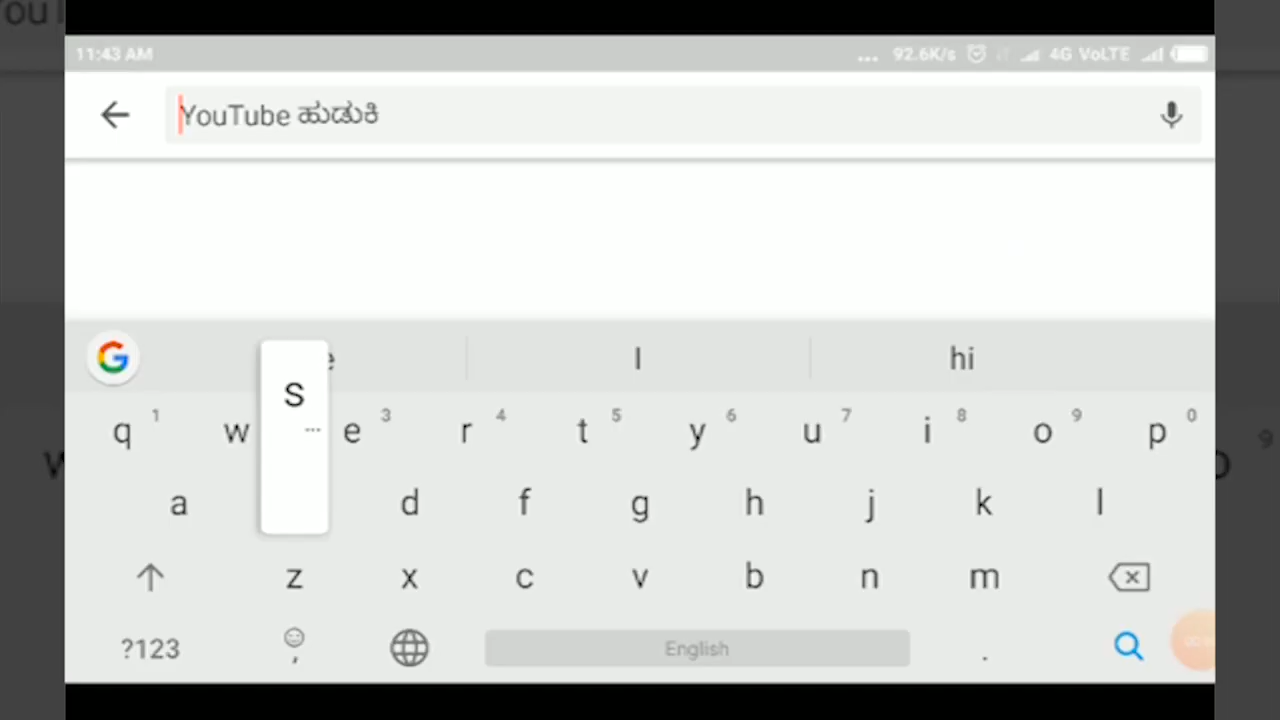 11:43 AM ... 92.6K/s 4G VoLTE
YouTube ಹುಡುಕಿ
I hi
q 1 w e 3 r 4 t 5 y 6 u 7 i 8 o 9 p 0
S
a d f g h j k l
z x c v b n m
?123 , English .